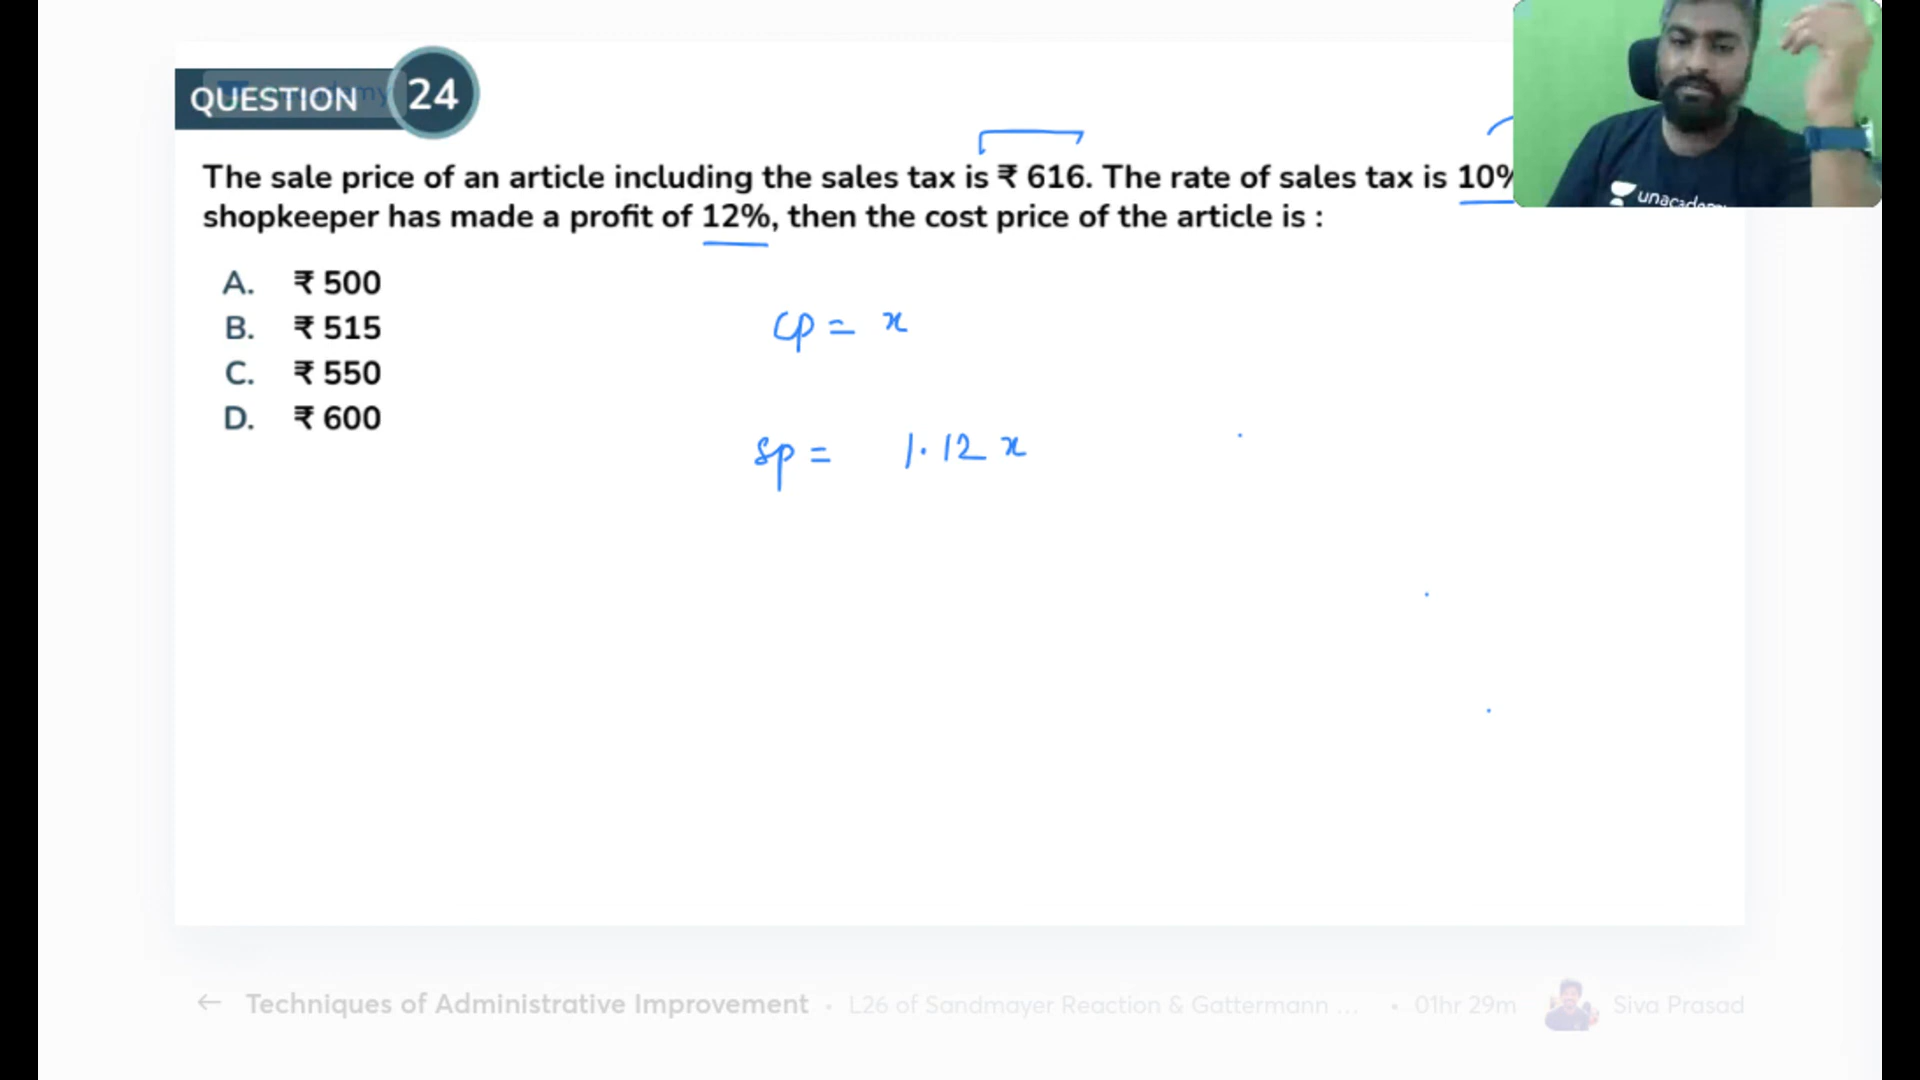 QUESTION 24
The sale price of an article including the sales tax is ₹ 616. The rate of sales tax is 10%
shopkeeper has made a profit of 12%, then the cost price of the article is :
A. ₹ 500
B. ₹ 515
C. ₹ 550
D. ₹ 600
CP = x
SP = 1.12 x
unacademy
← Techniques of Administrative Improvement • L26 of Sandmayer Reaction & Gattermann ... • 01hr 29m Siva Prasad